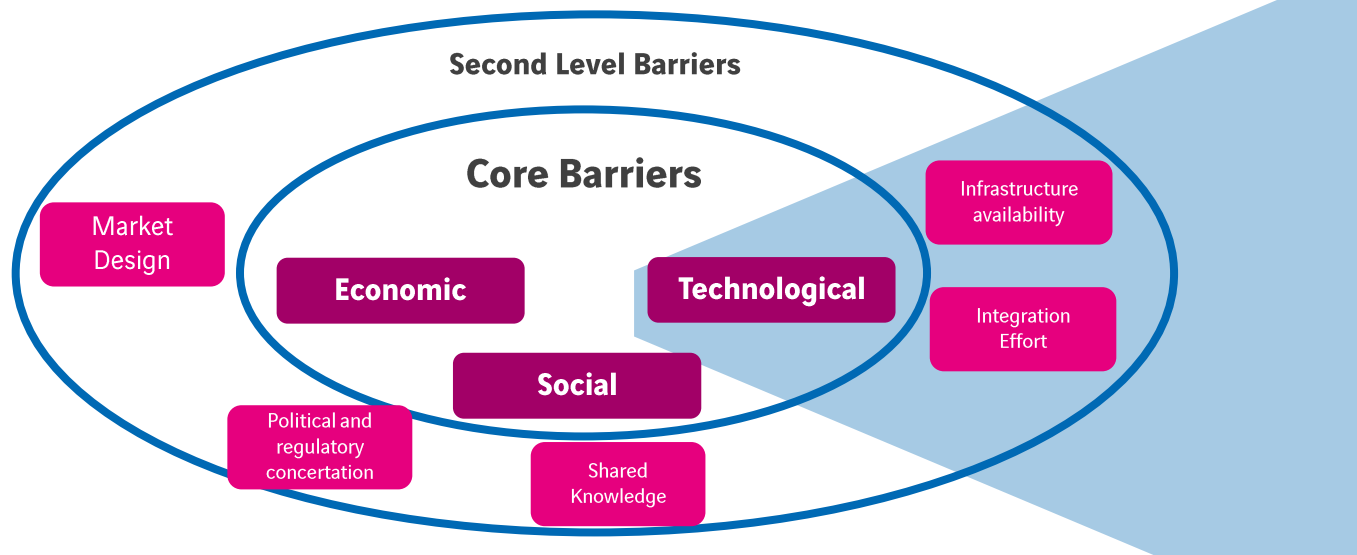 Second Level Barriers
Core Barriers
Market
Design
Infrastructure
availability
Economic
Technological
Integration
Effort
Social
Political and
regulatory
concertation
Shared
Knowledge